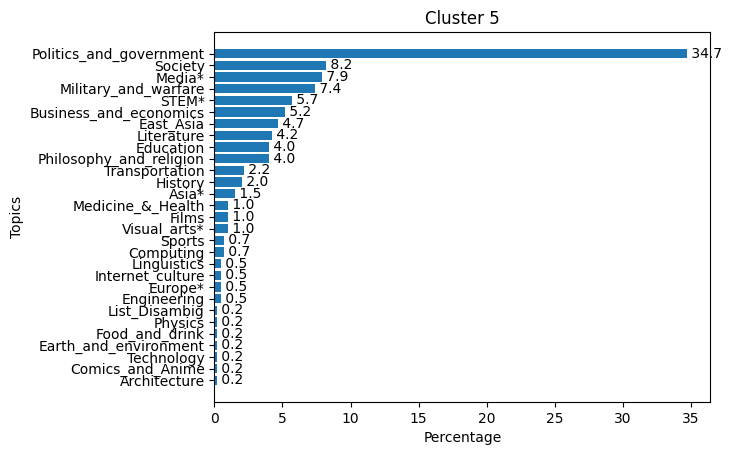 Cluster 5
Politics_and_government 34.7
Society 8.2
Media* 7.9
Military_and_warfare 7.4
STEM* 5.7
Business_and_economics 5.2
East_Asia 4.7
Literature 4.2
Education 4.0
Philosophy_and_religion 4.0
Transportation 2.2
History 2.0
Asia* 1.5
Medicine_&_Health 1.0
Films 1.0
Visual_arts* 1.0
Sports 0.7
Computing 0.7
Linguistics 0.5
Internet_culture 0.5
Europe* 0.5
Engineering 0.5
List_Disambig 0.2
Physics 0.2
Food_and_drink 0.2
Earth_and_environment 0.2
Technology 0.2
Comics_and_Anime 0.2
Architecture 0.2
Topics
0 5 10 15 20 25 30 35
Percentage